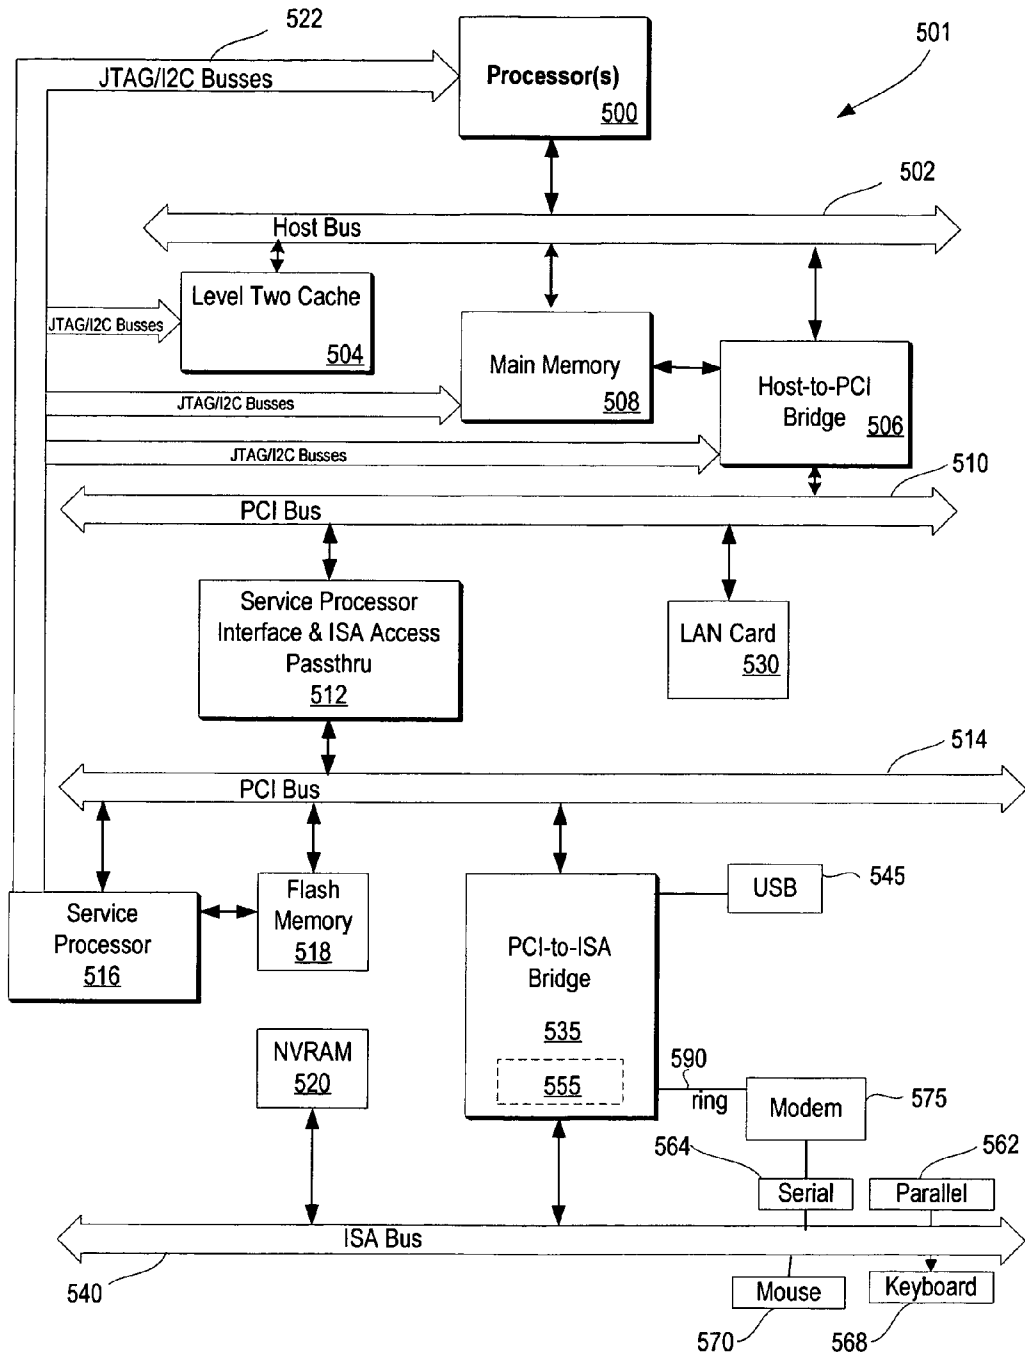 522
JTAG/I2C Busses
Processor(s)
500
501
502
Host Bus
Level Two Cache
504
JTAG/I2C Busses
Main Memory
508
JTAG/I2C Busses
Host-to-PCI
Bridge
506
JTAG/I2C Busses
510
PCI Bus
Service Processor
Interface & ISA Access
Passthru
512
LAN Card
530
514
PCI Bus
Service
Processor
516
Flash
Memory
518
PCI-to-ISA
Bridge
535
555
USB
545
NVRAM
520
590
ring
Modem
575
564
562
Serial
Parallel
ISA Bus
540
Mouse
Keyboard
570
568